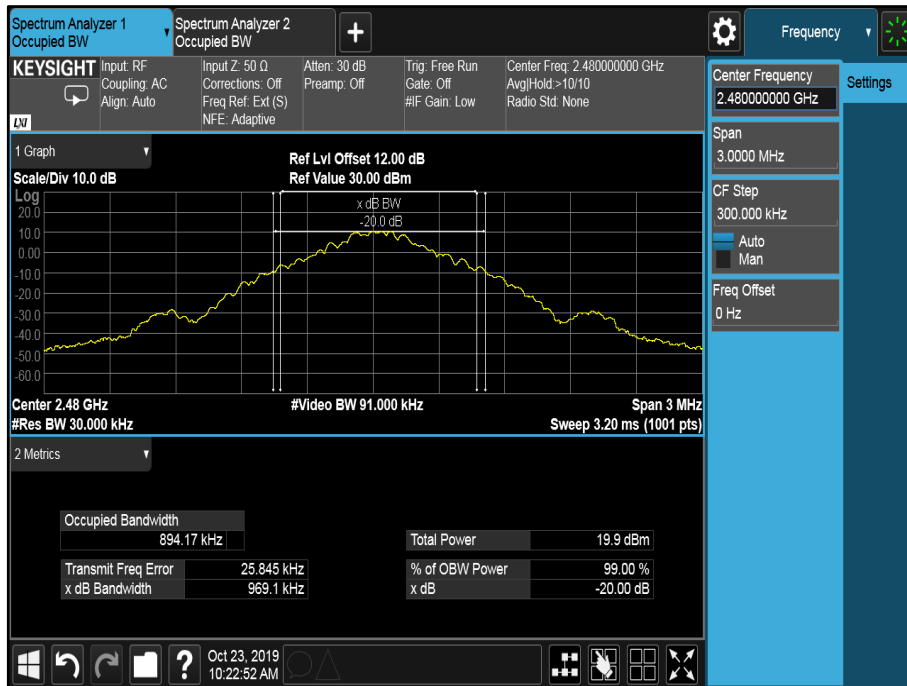 Spectrum Analyzer 1
Occupied BW
Spectrum Analyzer 2
Occupied BW
Frequency
KEYSIGHT
LXI
Input: RF
Coupling: AC
Align: Auto
Input Z: 50 Ω
Corrections: Off
Freq Ref: Ext (S)
NFE: Adaptive
Atten: 30 dB
Preamp: Off
Trig: Free Run
Gate: Off
#IF Gain: Low
Center Freq: 2.480000000 GHz
Avg|Hold:>10/10
Radio Std: None
Center Frequency
2.480000000 GHz
Settings
Span
3.0000 MHz
CF Step
300.000 kHz
Auto
Man
Freq Offset
0 Hz
1 Graph
Scale/Div 10.0 dB
Ref Lvl Offset 12.00 dB
Ref Value 30.00 dBm
Log
x dB BW
-20.0 dB
20.0
10.0
0.00
-10.0
-20.0
-30.0
-40.0
-50.0
-60.0
Center 2.48 GHz
#Video BW 91.000 kHz
Span 3 MHz
#Res BW 30.000 kHz
Sweep 3.20 ms (1001 pts)
2 Metrics
Occupied Bandwidth
894.17 kHz
Total Power 19.9 dBm
Transmit Freq Error 25.845 kHz
% of OBW Power 99.00 %
x dB Bandwidth 969.1 kHz
x dB -20.00 dB
?
Oct 23, 2019
10:22:52 AM